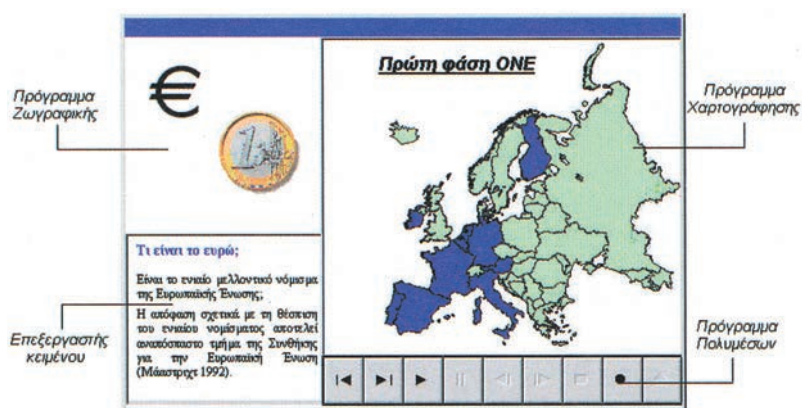 Πρόγραμμα
Ζωγραφικής
€
1
Πρώτη φάση ΟΝΕ
Πρόγραμμα
Χαρτογράφησης
Τι είναι το ευρώ;
Είναι το ενιαίο μελλοντικό νόμισμα
της Ευρωπαϊκής Ένωσης;
Η απόφαση σχετικά με τη θέσπιση
του ενιαίου νομίσματος αποτελεί
αναπόσπαστο τμήμα της Συνθήκης
για την Ευρωπαϊκή Ένωση
(Μάαστριχτ 1992).
Επεξεργαστής
κειμένου
Πρόγραμμα
Πολυμέσων